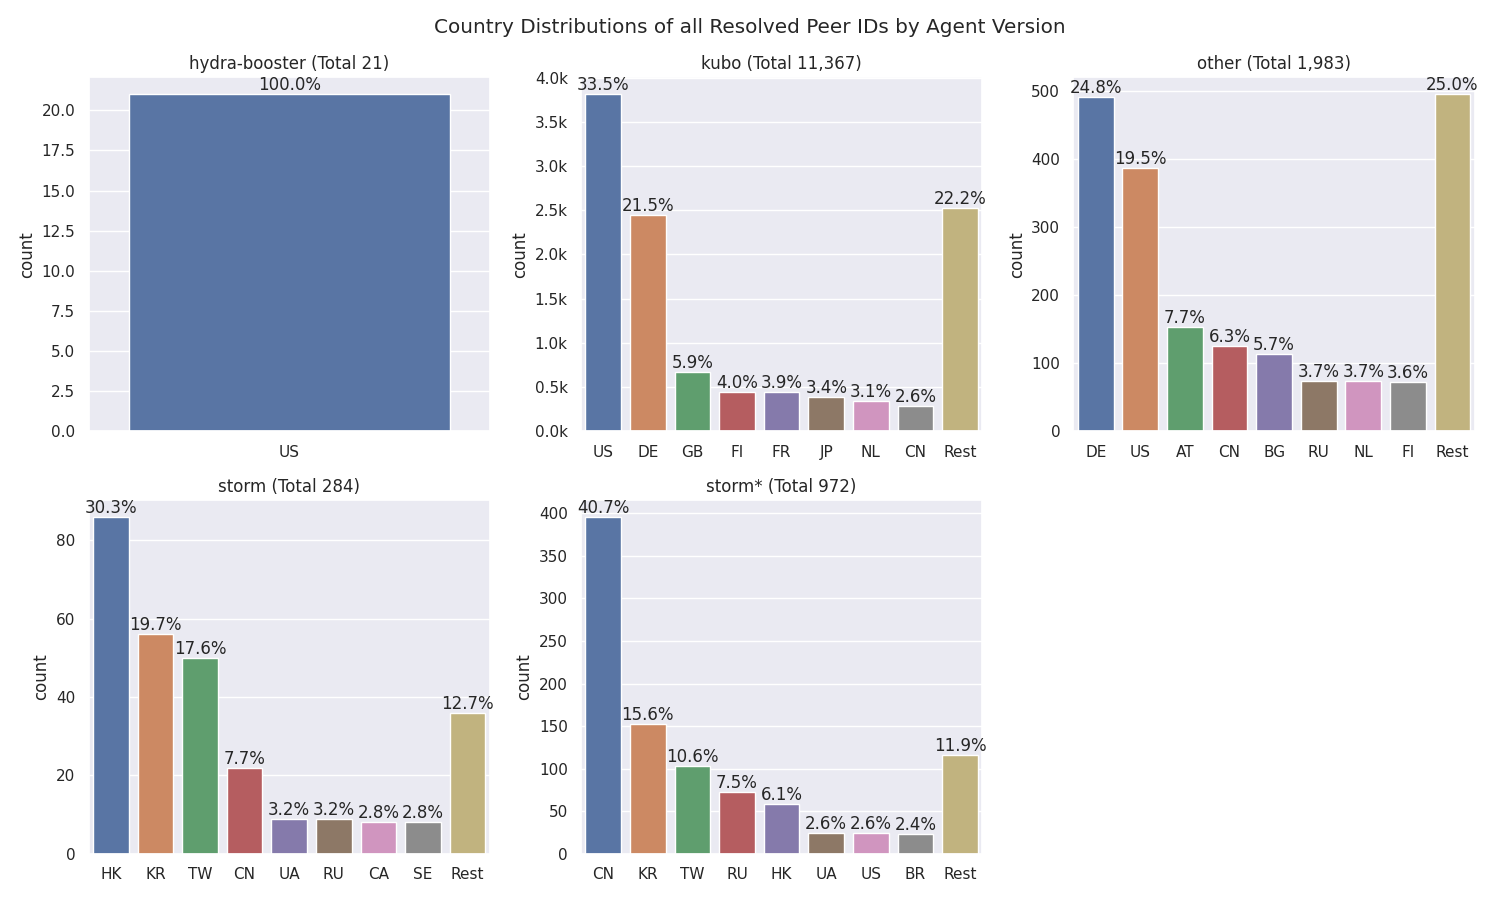 Country Distributions of all Resolved Peer IDs by Agent Version
hydra-booster (Total 21)
100.0%
20.0
17.5
15.0
12.5
10.0
7.5
5.0
2.5
0.0
count
US
kubo (Total 11,367)
4.0k
3.5k
3.0k
2.5k
2.0k
1.5k
1.0k
0.5k
0.0k
count
33.5%
21.5%
5.9%
4.0%
3.9%
3.4%
3.1%
2.6%
22.2%
US DE GB FI FR JP NL CN Rest
other (Total 1,983)
500
400
300
200
100
0
count
24.8%
19.5%
7.7%
6.3%
5.7%
3.7%
3.7%
3.6%
25.0%
DE US AT CN BG RU NL FI Rest
storm (Total 284)
80
60
40
20
0
count
30.3%
19.7%
17.6%
7.7%
3.2%
3.2%
2.8%
2.8%
12.7%
HK KR TW CN UA RU CA SE Rest
storm* (Total 972)
400
350
300
250
200
150
100
50
0
count
40.7%
15.6%
10.6%
7.5%
6.1%
2.6%
2.6%
2.4%
11.9%
CN KR TW RU HK UA US BR Rest